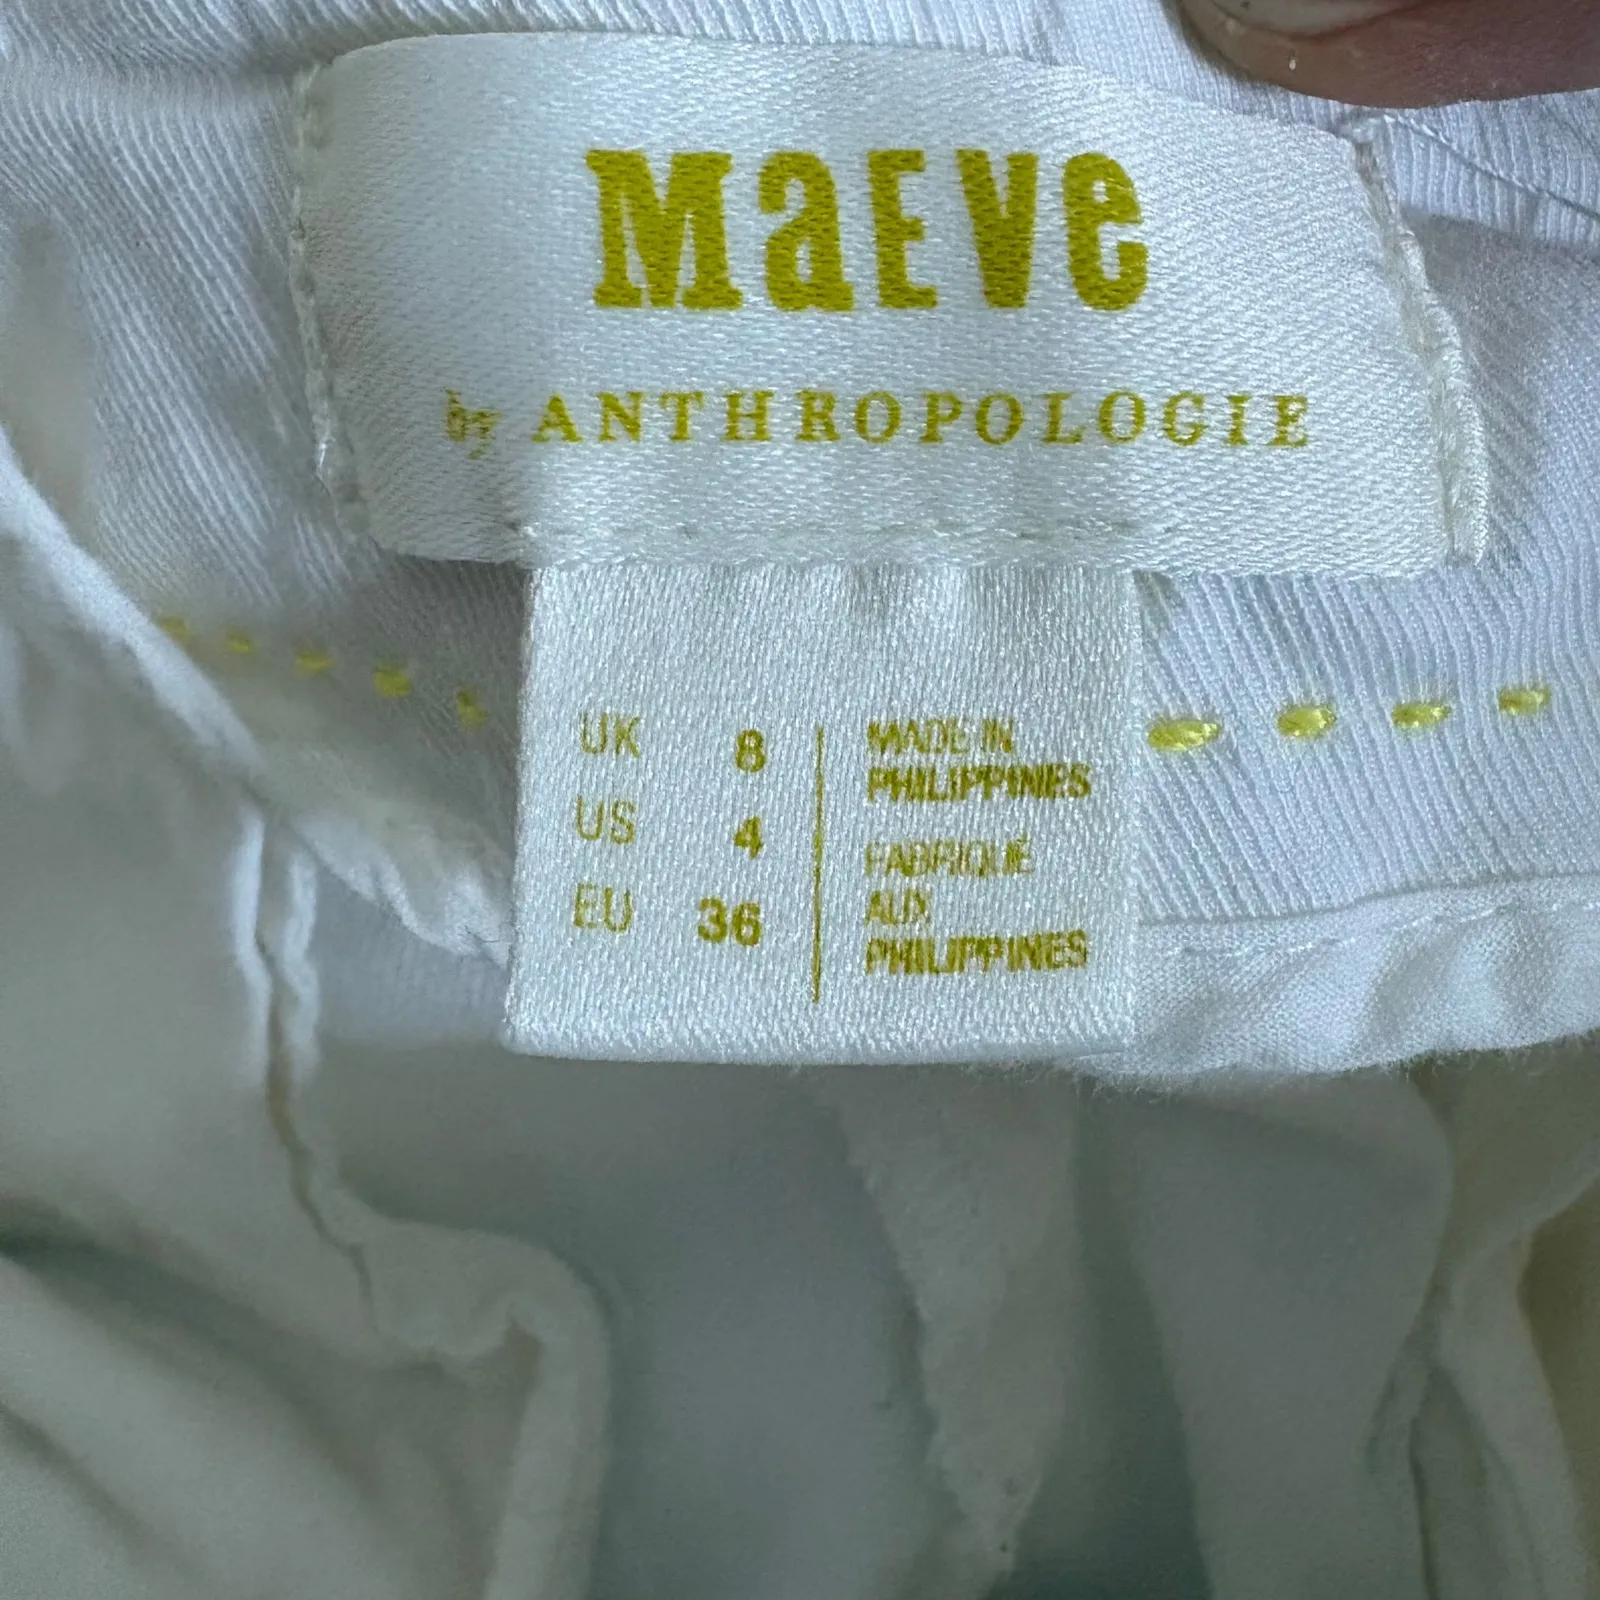 MaEVe
by ANTHROPOLOGIE
UK 8
US 4
EU 36
MADE IN
PHILIPPINES
FABRIQUÉ
AUX
PHILIPPINES